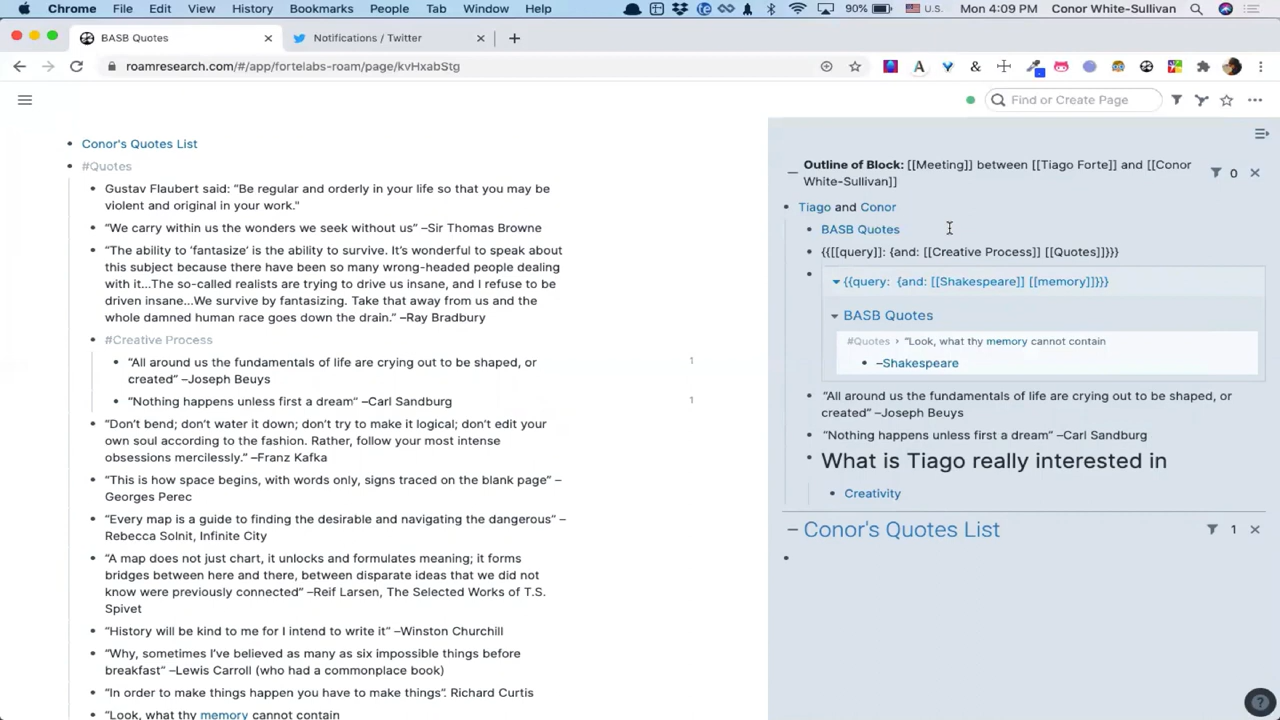 Chrome File Edit View History Bookmarks People Tab Window Help 90% U.S. Mon 4:09 PM Conor White-Sullivan
BASB Quotes
Notifications / Twitter
roamresearch.com/#/app/fortelabs-roam/page/kvHxabStg
Find or Create Page
Conor's Quotes List
#Quotes
Gustav Flaubert said: "Be regular and orderly in your life so that you may be
violent and original in your work."
“We carry within us the wonders we seek without us” –Sir Thomas Browne
“The ability to ‘fantasize’ is the ability to survive. It’s wonderful to speak about
this subject because there have been so many wrong-headed people dealing
with it...The so-called realists are trying to drive us insane, and I refuse to be
driven insane...We survive by fantasizing. Take that away from us and the
whole damned human race goes down the drain.” –Ray Bradbury
#Creative Process
“All around us the fundamentals of life are crying out to be shaped, or
created” –Joseph Beuys
1
“Nothing happens unless first a dream“ –Carl Sandburg
1
“Don’t bend; don’t water it down; don’t try to make it logical; don’t edit your
own soul according to the fashion. Rather, follow your most intense
obsessions mercilessly.” –Franz Kafka
“This is how space begins, with words only, signs traced on the blank page” –
Georges Perec
“Every map is a guide to finding the desirable and navigating the dangerous” –
Rebecca Solnit, Infinite City
“A map does not just chart, it unlocks and formulates meaning; it forms
bridges between here and there, between disparate ideas that we did not
know were previously connected” –Reif Larsen, The Selected Works of T.S.
Spivet
“History will be kind to me for I intend to write it” –Winston Churchill
“Why, sometimes I’ve believed as many as six impossible things before
breakfast” –Lewis Carroll (who had a commonplace book)
“In order to make things happen you have to make things”. Richard Curtis
“Look, what thy memory cannot contain
Outline of Block: [[Meeting]] between [[Tiago Forte]] and [[Conor
White-Sullivan]]
0
Tiago and Conor
BASB Quotes
{{[[query]]: {and: [[Creative Process]] [[Quotes]]}}}
{{query: {and: [[Shakespeare]] [[memory]]}}}
BASB Quotes
#Quotes › “Look, what thy memory cannot contain
–Shakespeare
“All around us the fundamentals of life are crying out to be shaped, or
created” –Joseph Beuys
“Nothing happens unless first a dream“ –Carl Sandburg
What is Tiago really interested in
Creativity
Conor's Quotes List
1
?